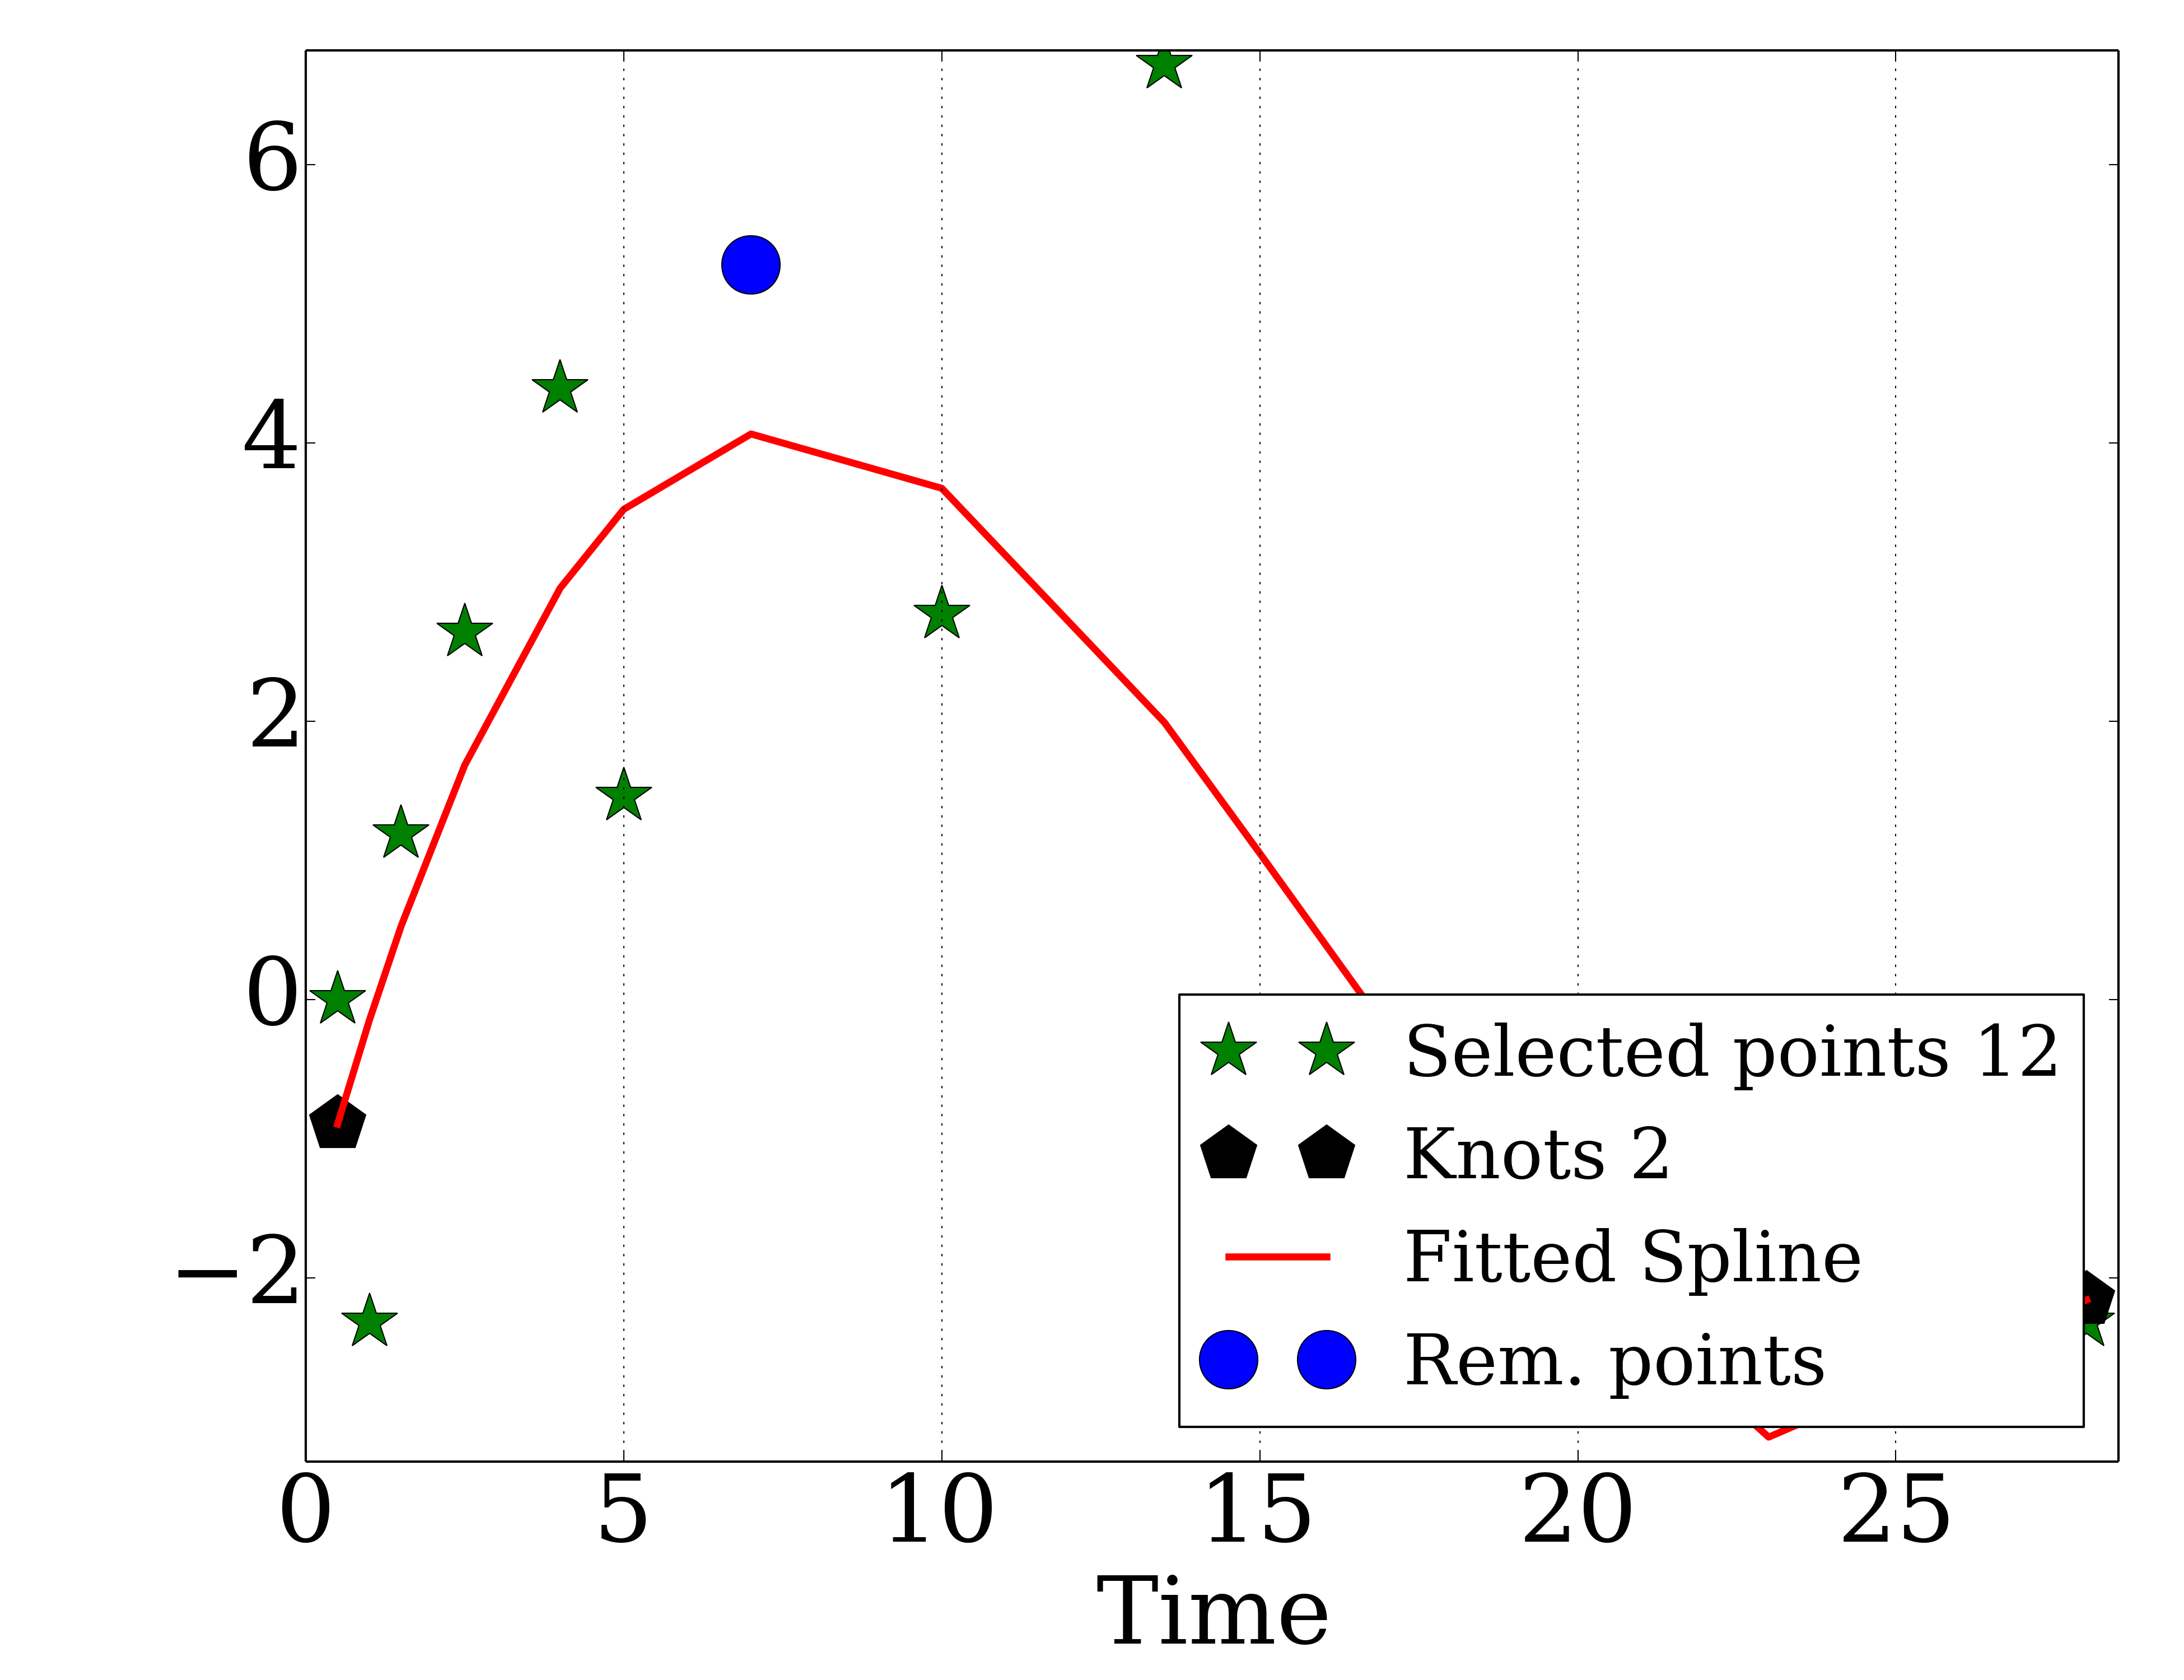 6
4
2
0
−2
Selected points 12
Knots 2
Fitted Spline
Rem. points
0 5 10 15 20 25
Time